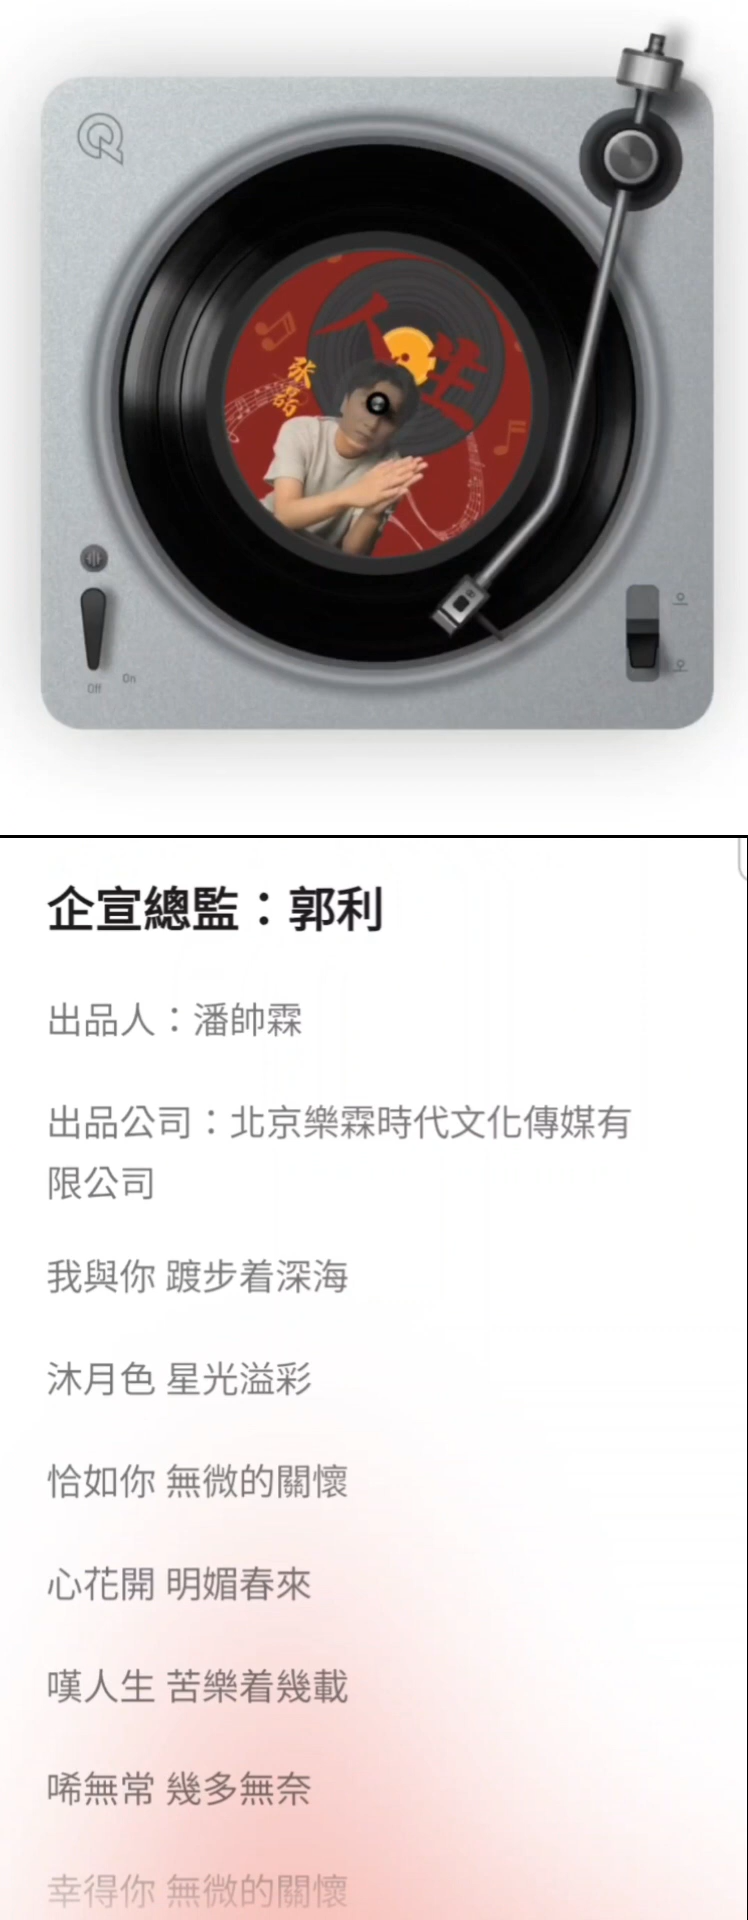 人生
Off
On
企宣總監：郭利
出品人：潘帥霖
出品公司：北京樂霖時代文化傳媒有
限公司
我與你 踱步着深海
沐月色 星光溢彩
恰如你 無微的關懷
心花開 明媚春來
嘆人生 苦樂着幾載
唏無常 幾多無奈
幸得你 無微的關懷